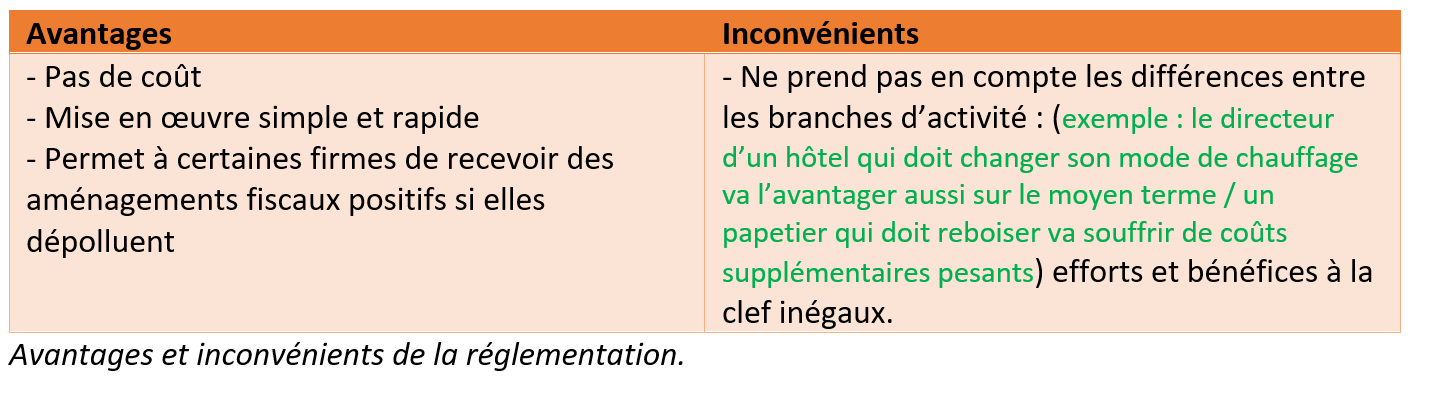 Avantages
Inconvénients
- Pas de coût
- Mise en œuvre simple et rapide
- Permet à certaines firmes de recevoir des
aménagements fiscaux positifs si elles
dépolluent
- Ne prend pas en compte les différences entre
les branches d’activité : (exemple : le directeur
d’un hôtel qui doit changer son mode de chauffage
va l’avantager aussi sur le moyen terme / un
papetier qui doit reboiser va souffrir de coûts
supplémentaires pesants) efforts et bénéfices à la
clef inégaux.
Avantages et inconvénients de la réglementation.